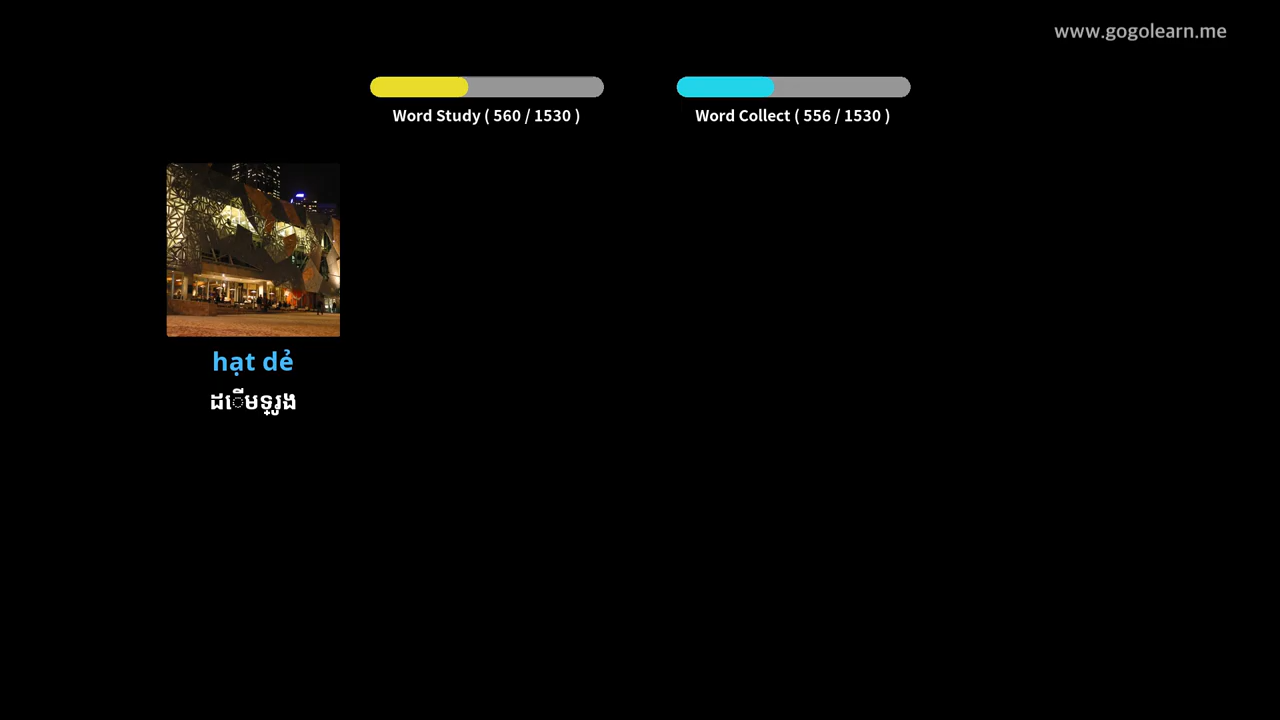 www.gogolearn.me
Word Study ( 560 / 1530 )
Word Collect ( 556 / 1530 )
hạt dẻ
ដើមទ្រូង